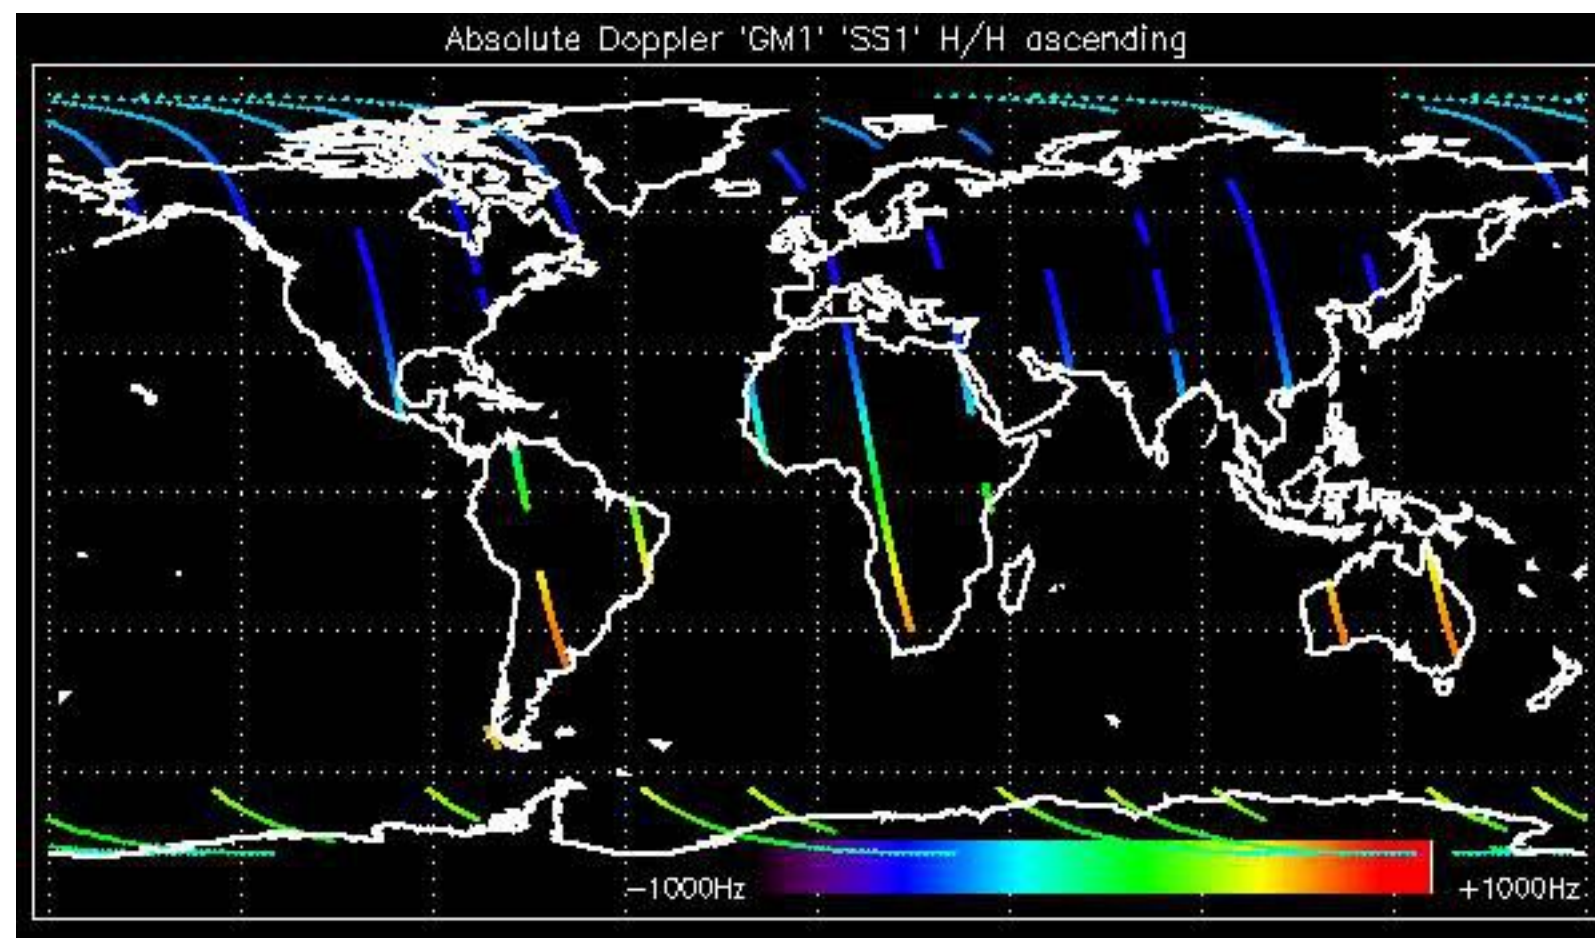 Absolute Doppler 'GM1' 'SS1' H/H ascending
-1000Hz
+1000Hz